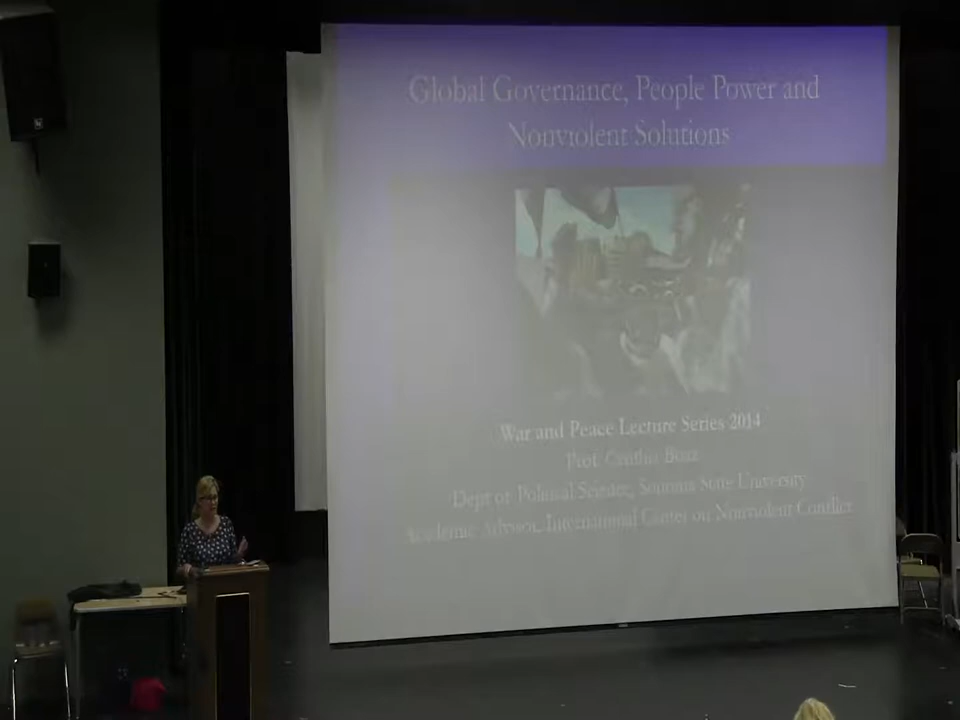 Global Governance, People Power and
Nonviolent Solutions
War and Peace Lecture Series 2014
Prof. Cynthia Boaz
Dept of Political Science, Sonoma State University
Academic Advisor, International Center on Nonviolent Conflict